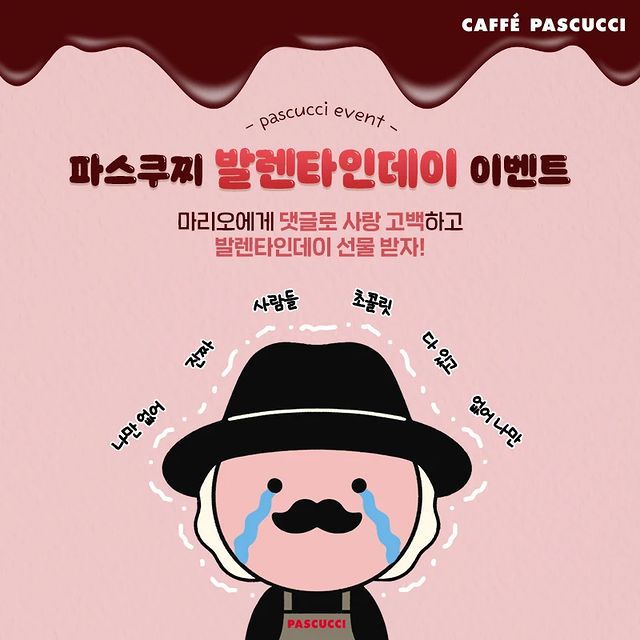 CAFFÉ PASCUCCI
- pascucci event -
파스쿠찌 발렌타인데이 이벤트
마리오에게 댓글로 사랑 고백하고
발렌타인데이 선물 받자!
나만 없어
진짜
사람들
초꼴릿
다 있고
없어 나만
PASCUCCI